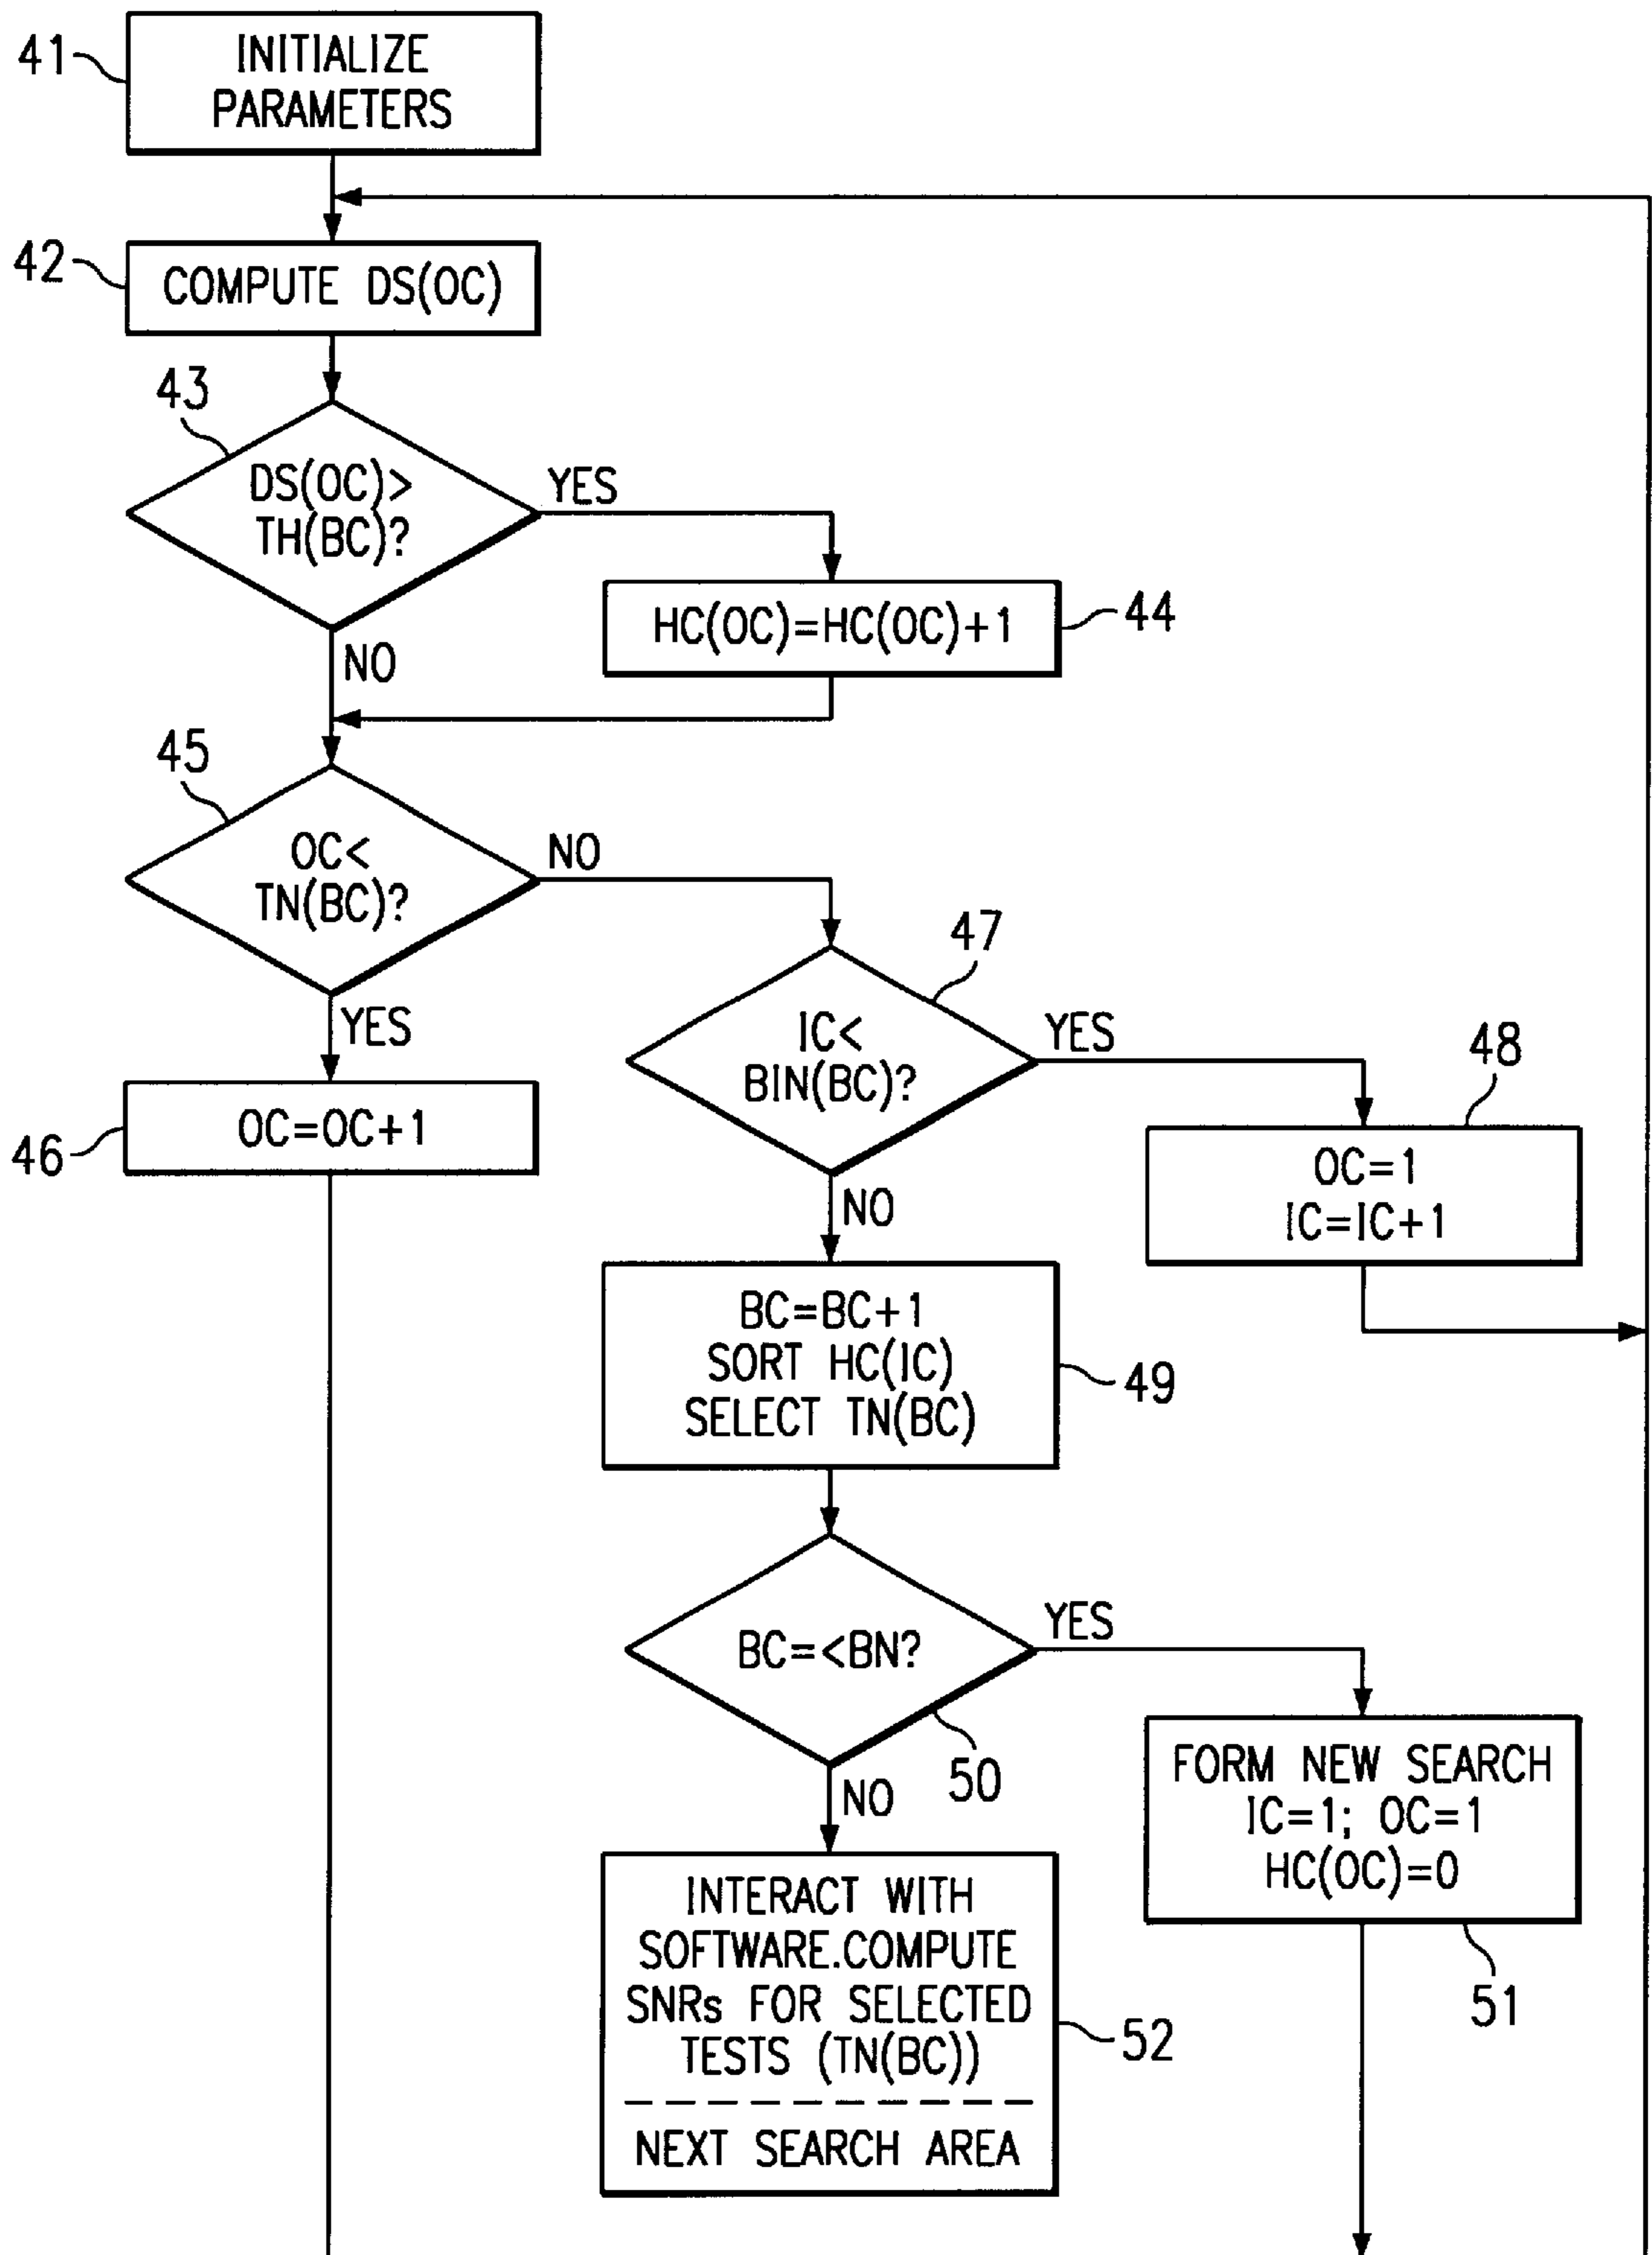 41
INITIALIZE
PARAMETERS
42
COMPUTE DS(OC)
43
DS(OC)>
TH(BC)?
YES
HC(OC)=HC(OC)+1
44
NO
45
OC<
TN(BC)?
NO
47
YES
IC<
BIN(BC)?
YES
48
46
OC=OC+1
OC=1
IC=IC+1
NO
BC=BC+1
SORT HC(IC)
SELECT TN(BC)
49
BC=<BN?
YES
50
NO
FORM NEW SEARCH
IC=1; OC=1
HC(OC)=0
51
INTERACT WITH
SOFTWARE.COMPUTE
SNRs FOR SELECTED
TESTS (TN(BC))
52
NEXT SEARCH AREA